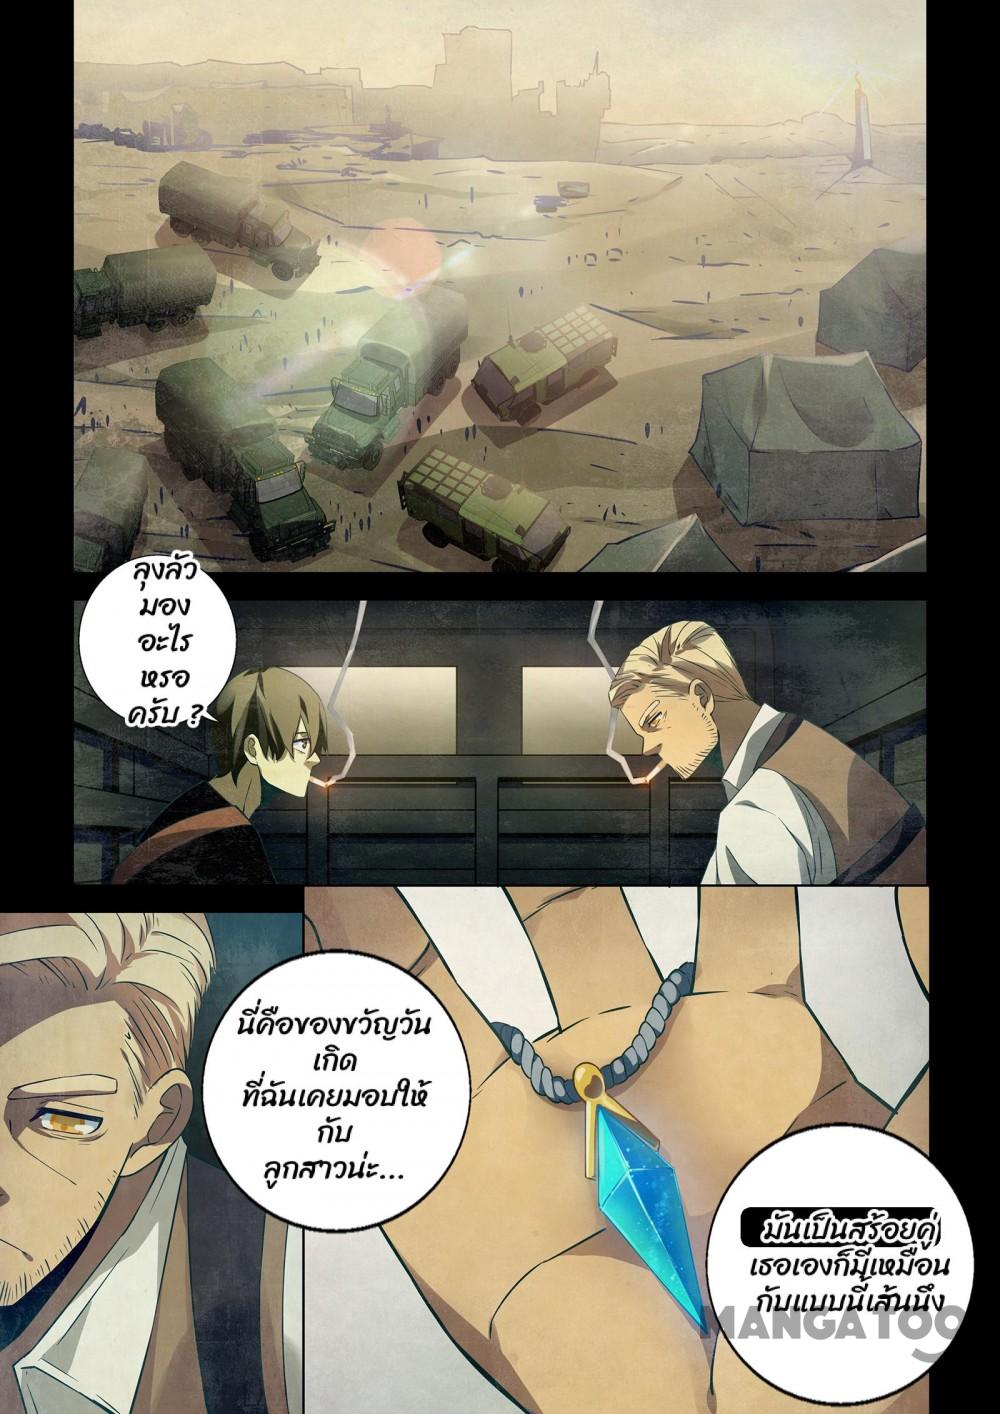 ลุงลัว
มอง
อะไร
หรอ
ครับ ?
นี่คือของขวัญวัน
เกิด
ที่ฉันเคยมอบให้
กับ
ลูกสาวน่ะ...
มันเป็นสร้อยคู่
เธอเองก็มีเหมือน
กับแบบนี้เส้นนึง